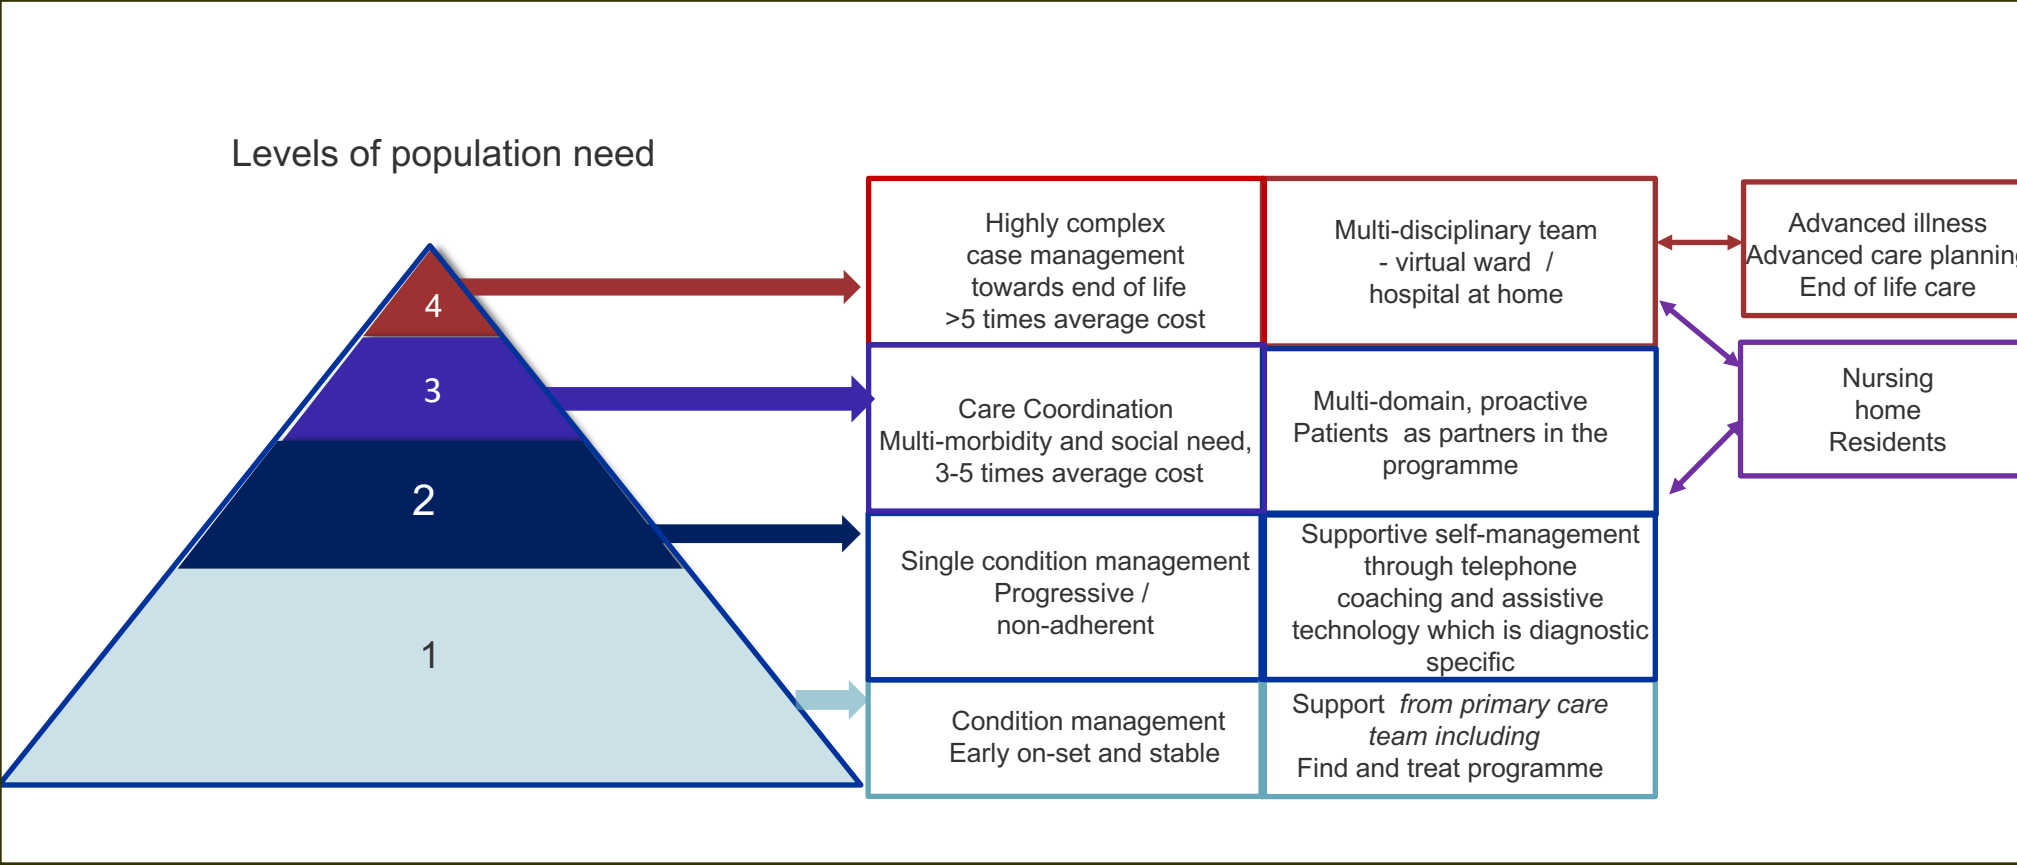 Levels of population need
4
3
2
1
Highly complex
case management
towards end of life
>5 times average cost
Multi-disciplinary team
- virtual ward  /
hospital at home
Advanced illness
Advanced care planning
End of life care
Care Coordination
Multi-morbidity and social need,
3-5 times average cost
Multi-domain, proactive
Patients  as partners in the
programme
Nursing
home
Residents
Single condition management
Progressive /
non-adherent
Supportive self-management
through telephone
coaching and assistive
technology which is diagnostic
specific
Condition management
Early on-set and stable
Support  from primary care
team including
Find and treat programme